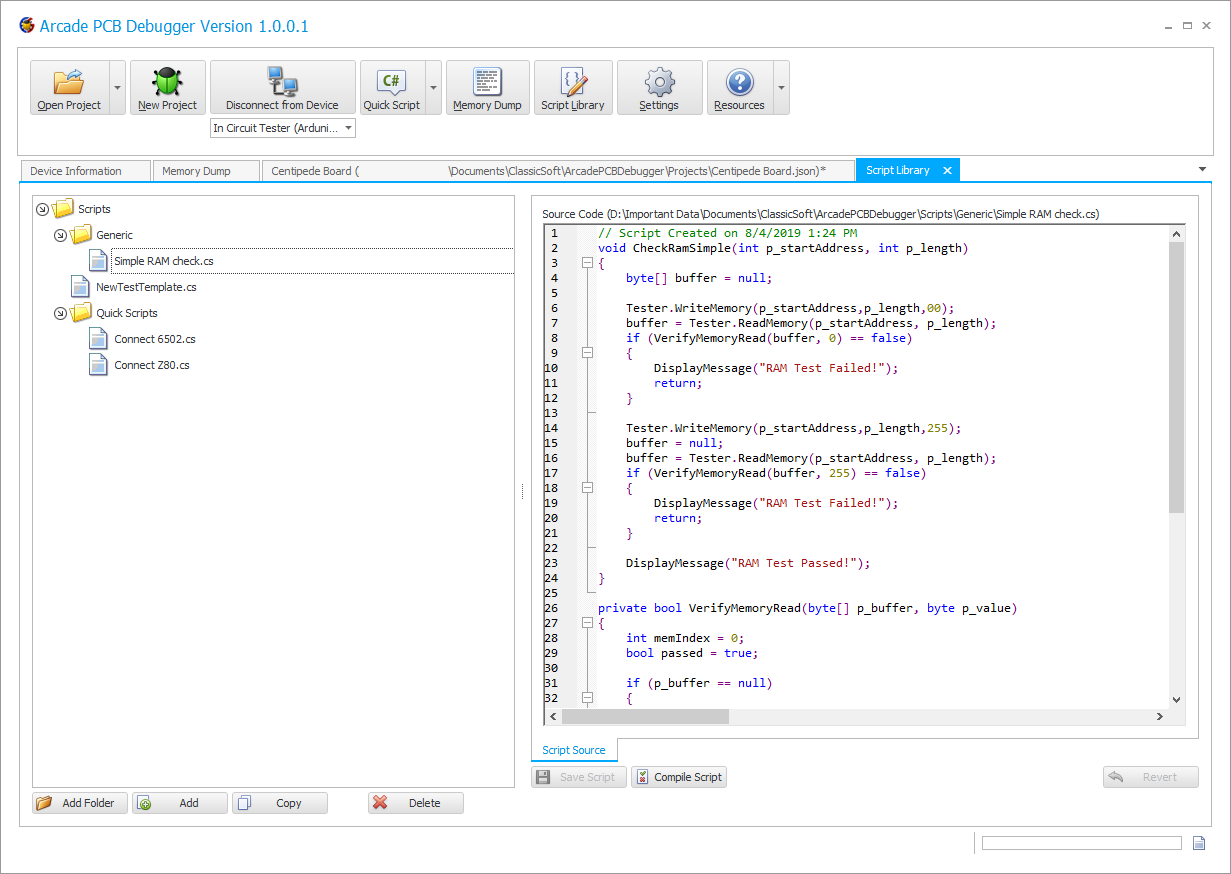 Arcade PCB Debugger Version 1.0.0.1
Open Project
New Project
Disconnect from Device
Quick Script
C#
Memory Dump
Script Library
Settings
Resources
In Circuit Tester (Arduni...
Device Information
Memory Dump
Centipede Board ( \Documents\ClassicSoft\ArcadePCBDebugger\Projects\Centipede Board.json)*
Script Library
Scripts
Generic
Simple RAM check.cs
NewTestTemplate.cs
Quick Scripts
Connect 6502.cs
Connect Z80.cs
Source Code (D:\Important Data\Documents\ClassicSoft\ArcadePCBDebugger\Scripts\Generic\Simple RAM check.cs)
1 // Script Created on 8/4/2019 1:24 PM
2 void CheckRamSimple(int p_startAddress, int p_length)
3 {
4 byte[] buffer = null;
5
6 Tester.WriteMemory(p_startAddress,p_length,00);
7 buffer = Tester.ReadMemory(p_startAddress, p_length);
8 if (VerifyMemoryRead(buffer, 0) == false)
9 {
10 DisplayMessage("RAM Test Failed!");
11 return;
12 }
13
14 Tester.WriteMemory(p_startAddress,p_length,255);
15 buffer = null;
16 buffer = Tester.ReadMemory(p_startAddress, p_length);
17 if (VerifyMemoryRead(buffer, 255) == false)
18 {
19 DisplayMessage("RAM Test Failed!");
20 return;
21 }
22
23 DisplayMessage("RAM Test Passed!");
24 }
25
26 private bool VerifyMemoryRead(byte[] p_buffer, byte p_value)
27 {
28 int memIndex = 0;
29 bool passed = true;
30
31 if (p_buffer == null)
32 {
Script Source
Save Script
Compile Script
Revert
Add Folder
Add
Copy
Delete